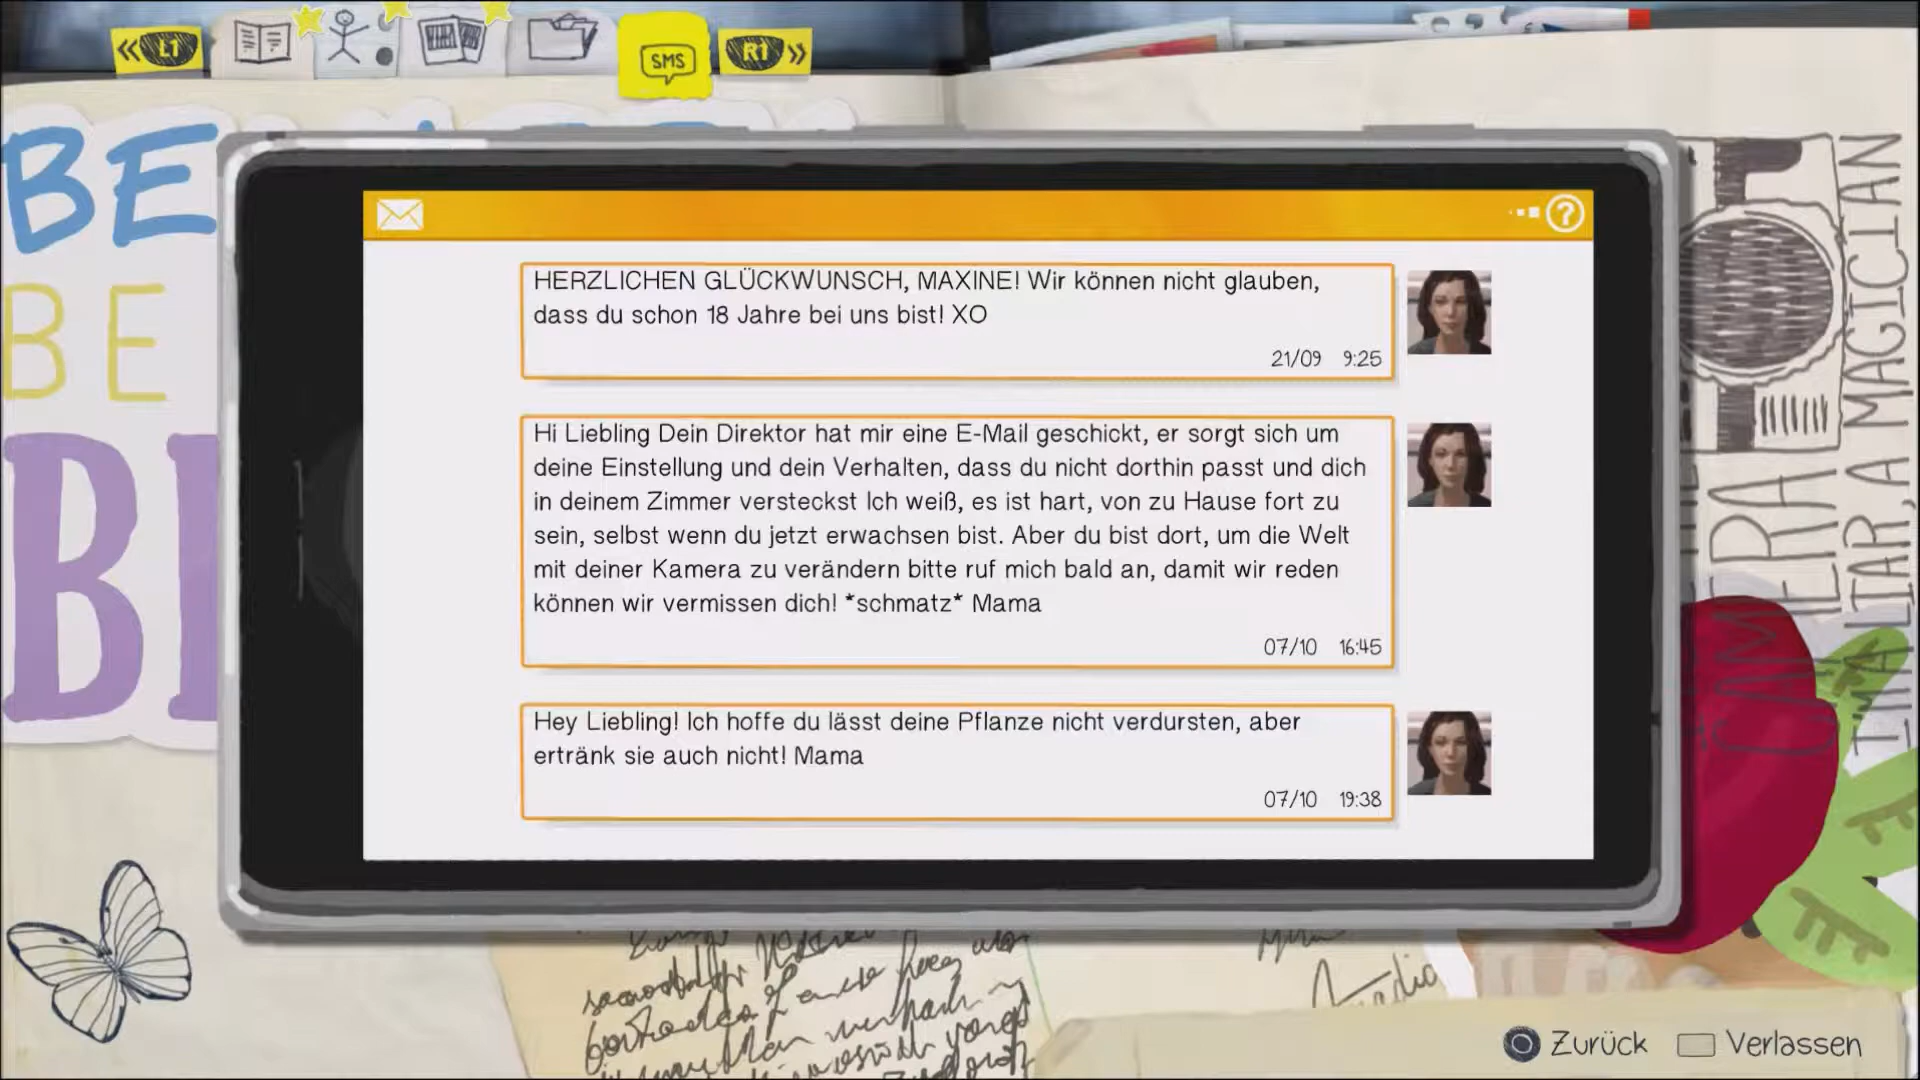 L1
SMS
R1
BE
BE
HERZLICHEN GLÜCKWUNSCH, MAXINE! Wir können nicht glauben,
dass du schon 18 Jahre bei uns bist! XO
21/09 9:25
Hi Liebling Dein Direktor hat mir eine E-Mail geschickt, er sorgt sich um
deine Einstellung und dein Verhalten, dass du nicht dorthin passt und dich
in deinem Zimmer versteckst Ich weiß, es ist hart, von zu Hause fort zu
sein, selbst wenn du jetzt erwachsen bist. Aber du bist dort, um die Welt
mit deiner Kamera zu verändern bitte ruf mich bald an, damit wir reden
können wir vermissen dich! *schmatz* Mama
07/10 16:45
Hey Liebling! Ich hoffe du lässt deine Pflanze nicht verdursten, aber
ertränk sie auch nicht! Mama
07/10 19:38
CAMERA
LIAR, A MAGICIAN
Zurück
Verlassen